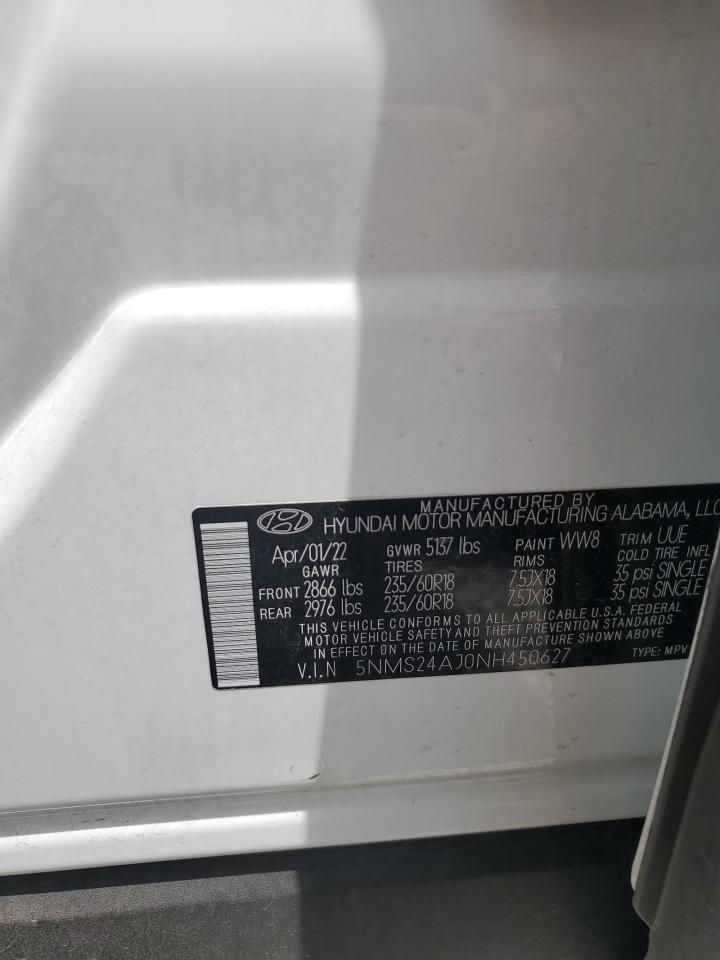 MANUFACTURED BY
HYUNDAI MOTOR MANUFACTURING ALABAMA, LLC
Apr/01/22 GVWR 5137 lbs PAINT WW8 TRIM UUE
GAWR TIRES RIMS COLD TIRE INFL
FRONT 2866 lbs 235/60R18 7.5JX18 35 psi SINGLE
REAR 2976 lbs 235/60R18 7.5JX18 35 psi SINGLE
THIS VEHICLE CONFORMS TO ALL APPLICABLE U.S.A. FEDERAL
MOTOR VEHICLE SAFETY AND THEFT PREVENTION STANDARDS
IN EFFECT ON THE DATE OF MANUFACTURE SHOWN ABOVE
V.I.N 5NMS24AJ0NH450627 TYPE: MPV